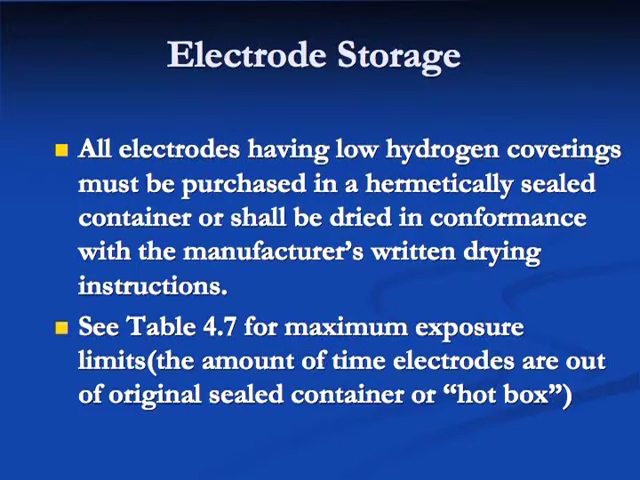 Electrode Storage
All electrodes having low hydrogen coverings
must be purchased in a hermetically sealed
container or shall be dried in conformance
with the manufacturer’s written drying
instructions.
See Table 4.7 for maximum exposure
limits(the amount of time electrodes are out
of original sealed container or “hot box”)